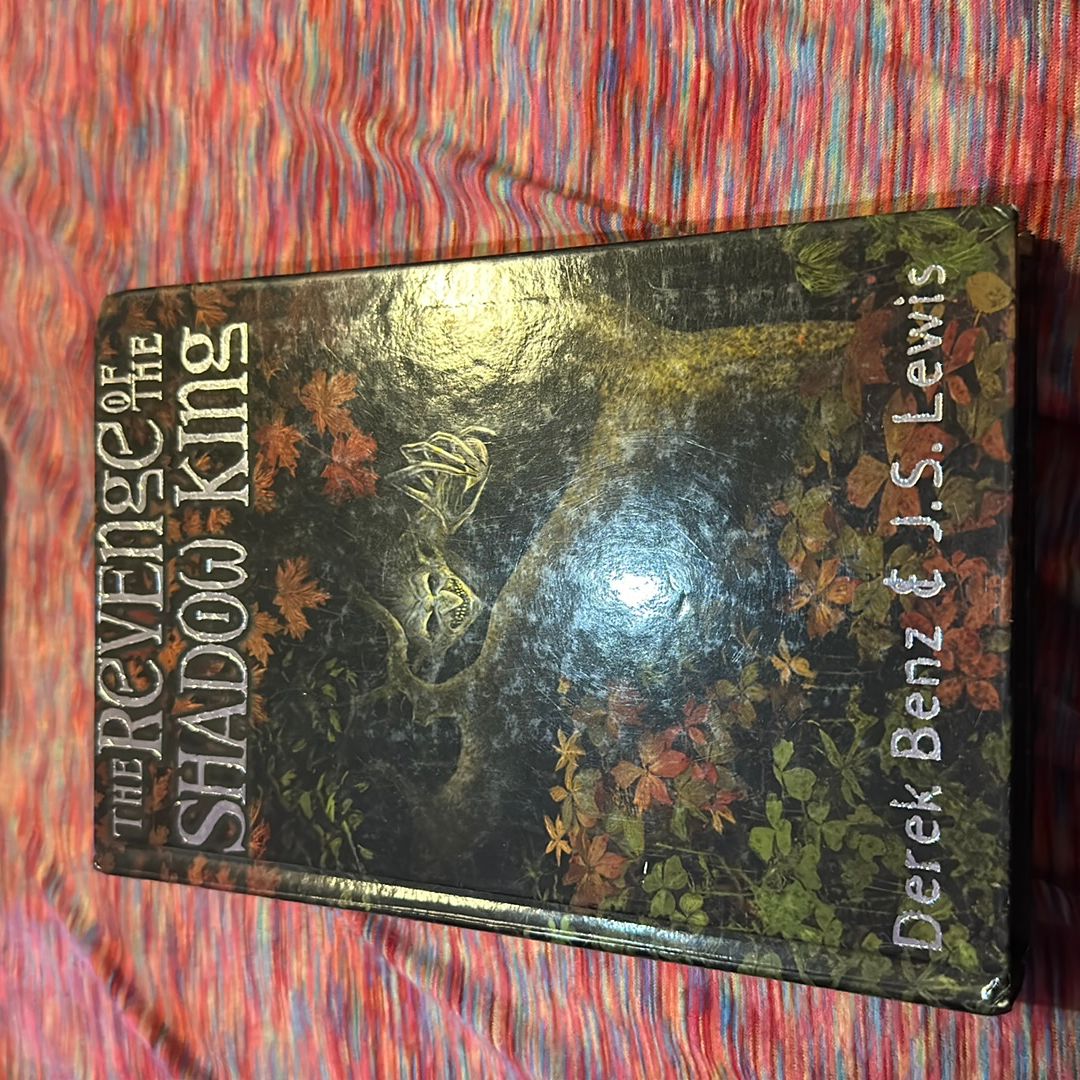 THE REVENGE OF THE
SHADOW KING
Derek Benz & J.S. Lewis